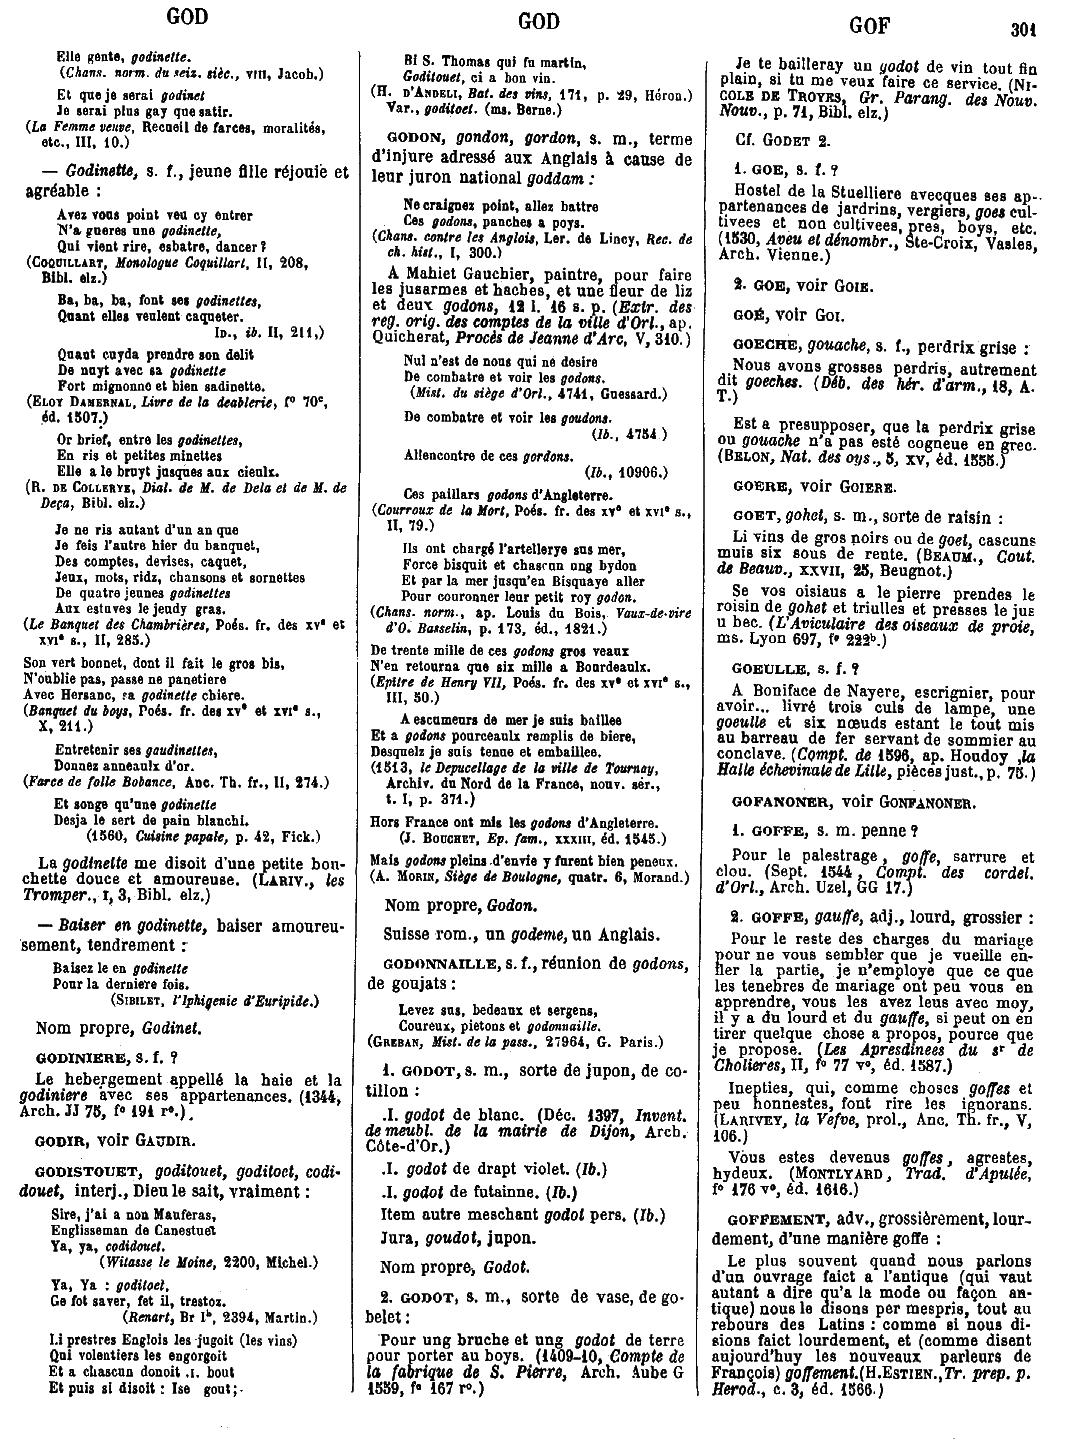 GOD
GOD
GOF
301
Elle gente, godinette.
(Chans. norm. du seiz. sièc., VIII, Jacob.)
Et que je serai godinet
Je serai plus gay que satir.
(La Femme veuve, Recueil de farces, moralités,
etc., III, 10.)
— Godinette, s. f., jeune fille réjouie et
agréable :
Avez vous point veu cy entrer
N'a gueres une godinette,
Qui vient rire, esbatre, dancer ?
(COQUILLART, Monologue Coquillart, II, 208,
Bibl. elz.)
Ba, ba, ba, font ses godinettes,
Quant elles veulent caqueter.
ID., ib. II, 211,)
Quant cuyda prendre son delit
De nuyt avec sa godinette
Fort mignonne et bien sadinette.
(ELOY DAMERNAL, Livre de la deablerie, f° 70c,
éd. 1507.)
Or brief, entre les godinettes,
En ris et petites minettes
Elle a le bruyt jusques aux cieulx.
(R. DE COLLERYE, Dial. de M. de Dela et de M. de
Deça, Bibl. elz.)
Je ne ris autant d'un an que
Je feis l'autre hier du banquet,
Des comptes, devises, caquet,
Jeux, mots, ridz, chansons et sornettes
De quatre jeunes godinettes
Aux estuves le jeudy gras.
(Le Banquet des Chambrières, Poés. fr. des XVe et
XVIe s., II, 285.)
Son vert bonnet, dont il fait le gros bis,
N'oublie pas, passe ne panetiere
Avec Hersanc, sa godinette chiere.
(Banquet du boys, Poés. fr. des XVe et XVIe s.,
X, 211.)
Entretenir ses gaudinettes,
Donnez anneaulx d'or.
(Farce de folle Bobance, Anc. Th. fr., II, 274.)
Et songe qu'une godinette
Desja le sert de pain blanchi.
(1560, Cuisine papale, p. 42, Fick.)
La godinette me disoit d'une petite bou-
chette douce et amoureuse. (LARIV., les
Tromper., I, 3, Bibl. elz.)
— Baiser en godinette, baiser amoureu-
sement, tendrement :
Baisez le en godinette
Pour la derniere fois.
(SIBILET, l'Iphigenie d'Euripide.)
Nom propre, Godinet.
GODINIERE, s. f. ?
Le hebergement appellé la haie et la
godiniere avec ses appartenances. (1344,
Arch. JJ 75, f° 191 r°.)
GODIR, voir GAUDIR.
GODISTOUET, goditouet, goditoet, codi-
douet, interj., Dieu le sait, vraiment :
Sire, j'ai a non Mauferas,
Englisseman de Canestuet
Ya, ya, codidouet.
(Witasse le Moine, 2200, Michel.)
Ya, Ya : goditoet,
Ge fot saver, fet il, trestoz.
(Renart, Br Ib, 2394, Martin.)
Li prestres Englois les jugoit (les vins)
Qui volentiers les engorgoit
Et a chascun donoit .I. bout
Et puis si disoit : Ise gout;
Bi S. Thomas qui fu martin,
Goditouet, ci a bon vin.
(H. D'ANDELI, Bat. des vins, 171, p. 29, Héron.)
Var., goditoet. (ms. Berne.)
GODON, gondon, gordon, s. m., terme
d'injure adressé aux Anglais à cause de
leur juron national goddam :
Ne craignez point, allez battre
Ces godons, panches a poys.
(Chans. contre les Anglois, Ler. de Lincy, Rec. de
ch. hist., I, 300.)
A Mahiet Gauchier, paintre, pour faire
les jusarmes et haches, et une fleur de liz
et deux godons, 12 l. 16 s. p. (Extr. des
reg. orig. des comptes de la ville d'Orl., ap.
Quicherat, Procès de Jeanne d'Arc, V, 310.)
Nul n'est de nous qui ne desire
De combatre et voir les godons.
(Mist. du siège d'Orl., 4741, Guessard.)
De combatre et voir les goudons.
(Ib., 4754)
Allencontre de ces gordons.
(Ib., 10906.)
Ces paillars godons d'Angleterre.
(Courroux de la Mort, Poés. fr. des XVe et XVIe s.,
II, 79.)
Ils ont chargé l'artellerye sus mer,
Force bisquit et chascun ung bydon
Et par la mer jusqu'en Bisquaye aller
Pour couronner leur petit roy godon.
(Chans. norm., ap. Louis du Bois, Vaux-de-vire
d'O. Basselin, p. 173, éd., 1821.)
De trente mille de ces godons gros veaux
N'en retourna que six mille a Bourdeaulx.
(Epitre de Henry VII, Poés. fr. des XVe et XVIe s.,
III, 50.)
A escumeurs de mer je suis baillee
Et a godons pourceaulx remplis de biere,
Desquelz je suis tenue et emballlee.
(1513, le Depucellage de la ville de Tournay,
Archiv. du Nord de la France, nouv. sér.,
t. I, p. 371.)
Hors France ont mis les godons d'Angleterre.
(J. BOUCHET, Ep. fam., XXXIII, éd. 1545.)
Mais godons pleins d'envie y furent bien peneux.
(A. MORIN, Siège de Boulogne, quatr. 6, Morand.)
Nom propre, Godon.
Suisse rom., un godeme, un Anglais.
GODONNAILLE, s. f., réunion de godons,
de goujats :
Levez sus, bedeaux et sergens,
Coureux, pietons et godonnaille.
(GREBAN, Mist. de la pass., 27964, G. Paris.)
1. GODOT, s. m., sorte de jupon, de co-
tillon :
.I. godot de blanc. (Déc. 1397, Invent.
de meubl. de la mairie de Dijon, Arch.
Côte-d'Or.)
.I. godot de drapt violet. (Ib.)
.I. godot de futainne. (Ib.)
Item autre meschant godot pers. (Ib.)
Jura, goudot, jupon.
Nom propre, Godot.
2. GODOT, s. m., sorte de vase, de go-
belet :
Pour ung bruche et ung godot de terre
pour porter au boys. (1409-10, Compte de
la fabrique de S. Pierre, Arch. Aube G
1559, f° 167 r°.)
Je te bailleray un godot de vin tout fin
plain, si tu me veux faire ce service. (NI-
COLE DE TROYES, Gr. Parang. des Nouv.
Nouv., p. 71, Bibl. elz.)
Cf. GODET 2.
1. GOE, s. f. ?
Hostel de la Stuelliere avecques ses ap-
partenances de jardrins, vergiers, goes cul-
tivees et non cultivees, pres, boys, etc.
(1530, Aveu et dénombr., Ste-Croix, Vasles,
Arch. Vienne.)
2. GOE, voir GOIE.
GOÉ, voir GOI.
GOECHE, gouache, s. f., perdrix grise :
Nous avons grosses perdris, autrement
dit goeches. (Déb. des hér. d'arm., 18, A.
T.)
Est a presupposer, que la perdrix grise
ou gouache n'a pas esté cogneue en grec.
(BELON, Nat. des oys., 5, XV, éd. 1555.)
GOERE, voir GOIERE.
GOET, gohet, s. m., sorte de raisin :
Li vins de gros noirs ou de goet, cascuns
muis six sous de rente. (BEAUM., Cout.
de Beauv., XXVII, 25, Beugnot.)
Se vos oisiaus a le pierre prendes le
roisin de gohet et triulles et presses le jus
u bec. (L'Aviculaire des oiseaux de proie,
ms. Lyon 697, f° 222b.)
GOEULLE, s. f. ?
A Boniface de Nayere, escrignier, pour
avoir... livré trois culs de lampe, une
goeulle et six nœuds estant le tout mis
au barreau de fer servant de sommier au
conclave. (Compt. de 1596, ap. Houdoy ,la
Halle échevinale de Lille, pièces just., p. 75.)
GOFANONER, voir GONFANONER.
1. GOFFE, s. m. penne ?
Pour le palestrage, goffe, sarrure et
clou. (Sept. 1544, Compt. des cordel.
d'Orl., Arch. Uzel, GG 17.)
2. GOFFE, gauffe, adj., lourd, grossier :
Pour le reste des charges du mariage
pour ne vous sembler que je vueille en-
fler la partie, je n'employe que ce que
les tenebres de mariage ont peu vous en
apprendre, vous les avez leus avec moy,
il y a du lourd et du gauffe, si peut on en
tirer quelque chose a propos, pource que
je propose. (Les Apresdinees du sr de
Cholieres, II, f° 77 v°, éd. 1587.)
Inepties, qui, comme choses goffes et
peu honnestes, font rire les ignorans.
(LARIVEY, la Vefve, prol., Anc. Th. fr., V,
106.)
Vous estes devenus goffes, agrestes,
hydeux. (MONTLYARD, Trad. d'Apulée,
f° 176 v°, éd. 1616.)
GOFFEMENT, adv., grossièrement, lour-
dement, d'une manière goffe :
Le plus souvent quand nous parlons
d'un ouvrage faict a l'antique (qui vaut
autant a dire qu'a la mode ou façon an-
tique) nous le disons par mespris, tout au
rebours des Latins : comme si nous di-
sions faict lourdement, et (comme disent
aujourd'huy les nouveaux parleurs de
François) goffement. (H. ESTIEN., Tr. prep. p.
Herod., c. 3, éd. 1566.)